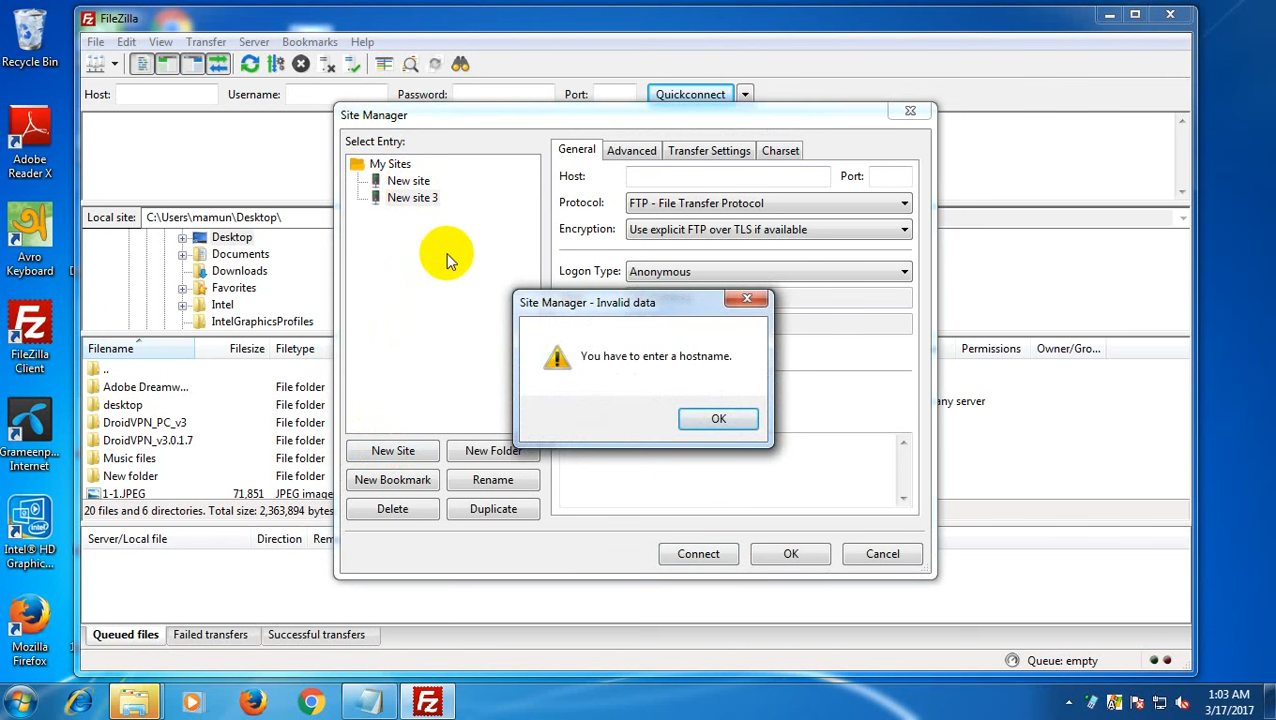 Recycle Bin
Adobe
Reader X
Avro
Keyboard
FileZilla
Client
Grameenp...
Internet
Intel® HD
Graphic...
Mozilla
Firefox
FileZilla
File Edit View Transfer Server Bookmarks Help
Host: Username: Password: Port: Quickconnect
Site Manager
Select Entry:
My Sites
New site
New site 3
New Site
New Folder
New Bookmark
Rename
Delete
Duplicate
General Advanced Transfer Settings Charset
Host: Port:
Protocol: FTP - File Transfer Protocol
Encryption: Use explicit FTP over TLS if available
Logon Type: Anonymous
Connect OK Cancel
Site Manager - Invalid data
You have to enter a hostname.
OK
Local site: C:\Users\mamun\Desktop\
Desktop
Documents
Downloads
Favorites
Intel
IntelGraphicsProfiles
Filename Filesize Filetype
..
Adobe Dreamw... File folder
desktop File folder
DroidVPN_PC_v3 File folder
DroidVPN_v3.0.1.7 File folder
Music files File folder
New folder File folder
1-1.JPEG 71,851 JPEG image
20 files and 6 directories. Total size: 2,363,894 bytes
Permissions Owner/Gro...
any server
Server/Local file Direction Rem
Queued files Failed transfers Successful transfers
Queue: empty
1:03 AM
3/17/2017